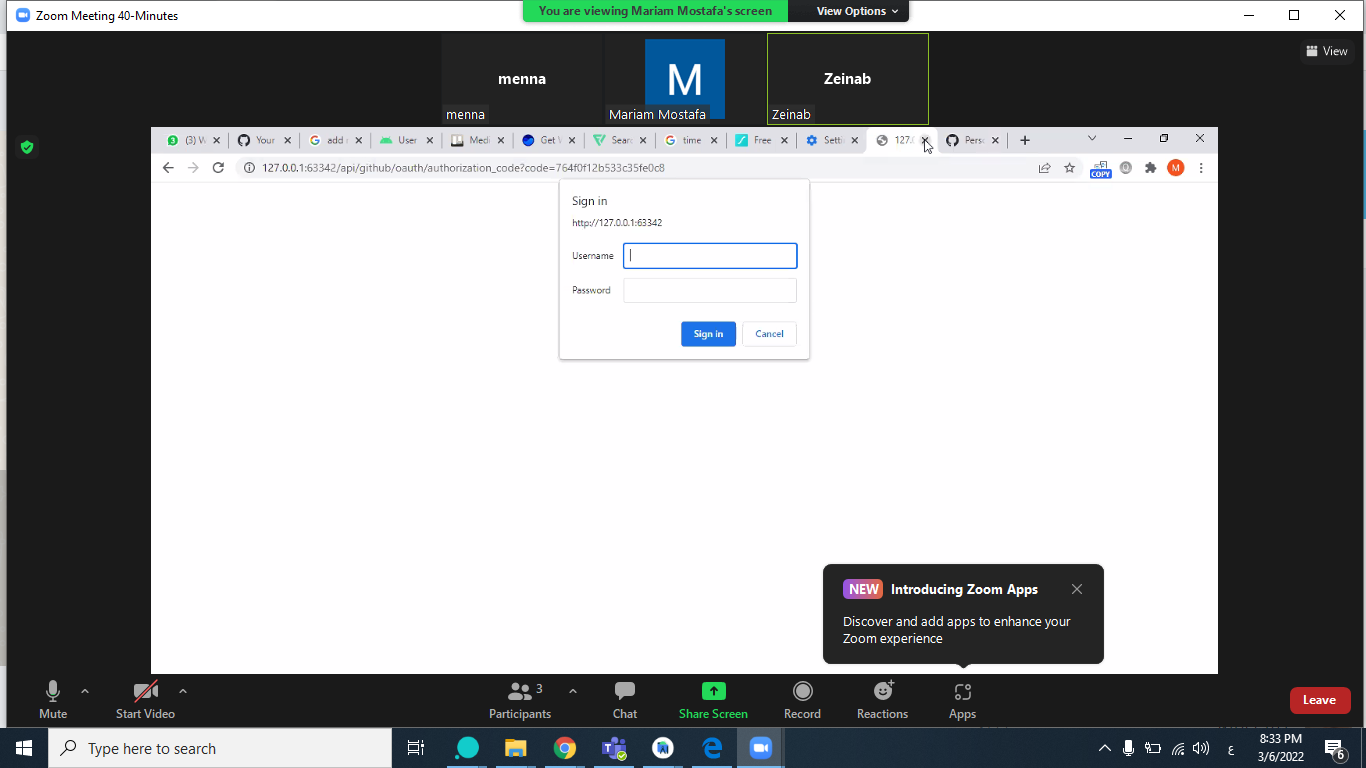 Zoom Meeting 40-Minutes
You are viewing Mariam Mostafa's screen
View Options
View
menna
menna
M
Mariam Mostafa
Zeinab
Zeinab
3
(3) W
Your
add
User
Medi
Get
Sear
time
Free
Setti
127.
Pers
127.0.0.1:63342/api/github/oauth/authorization_code?code=764f0f12b533c35fe0c8
COPY
M
Sign in
http://127.0.0.1:63342
Username
Password
Sign in
Cancel
NEW
Introducing Zoom Apps
Discover and add apps to enhance your
Zoom experience
Mute
Start Video
Participants
3
Chat
Share Screen
Record
Reactions
Apps
Leave
Type here to search
ع
8:33 PM
3/6/2022
6